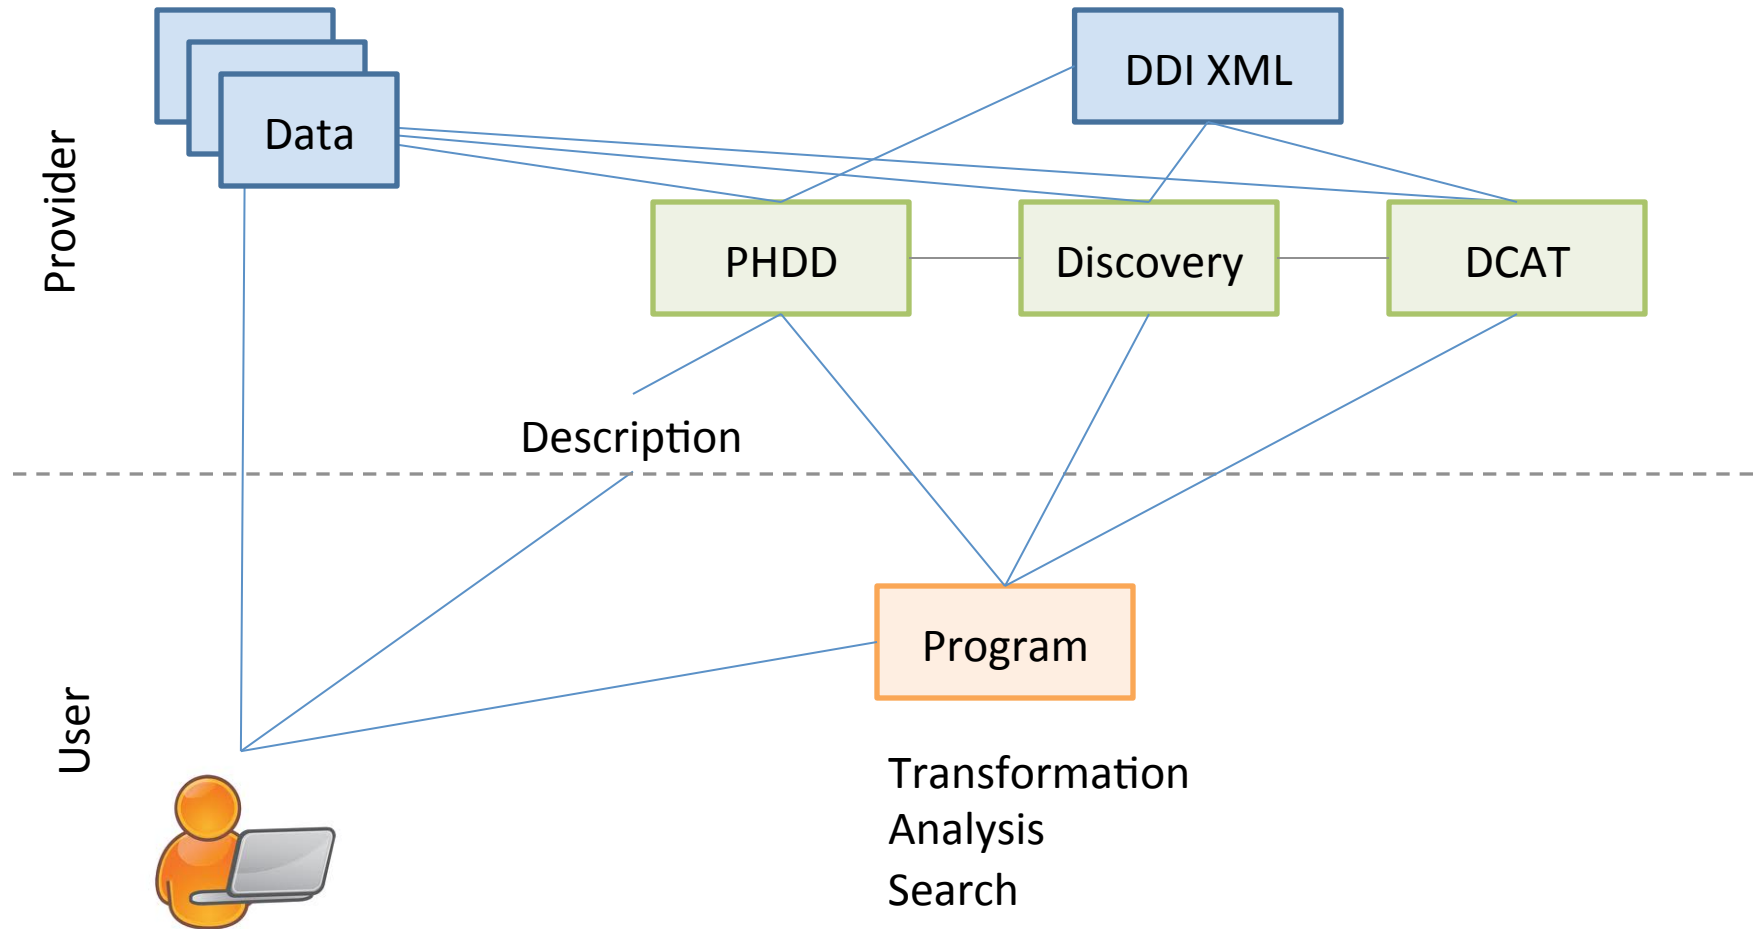 DDI XML
Data
Provider
PHDD
Discovery
DCAT
Description
Program
User
Transformation
Analysis
Search